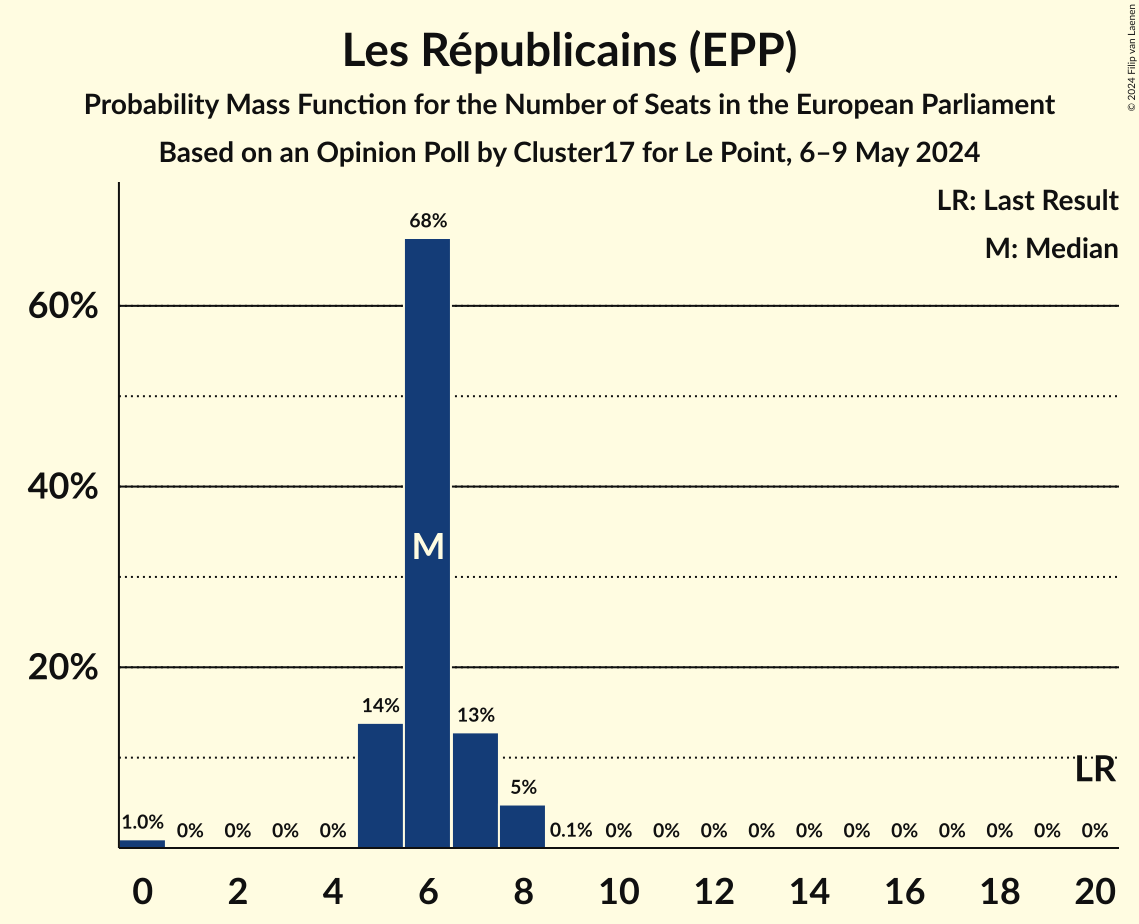 Les Républicains (EPP)
Probability Mass Function for the Number of Seats in the European Parliament
Based on an Opinion Poll by Cluster17 for Le Point, 6–9 May 2024
© 2024 Filip van Laenen
LR: Last Result
M: Median
60%
40%
20%
1.0% 0% 0% 0% 0% 14% 68% 13% 5% 0.1% 0% 0% 0% 0% 0% 0% 0% 0% 0% 0% 0%
M
LR
0 2 4 6 8 10 12 14 16 18 20